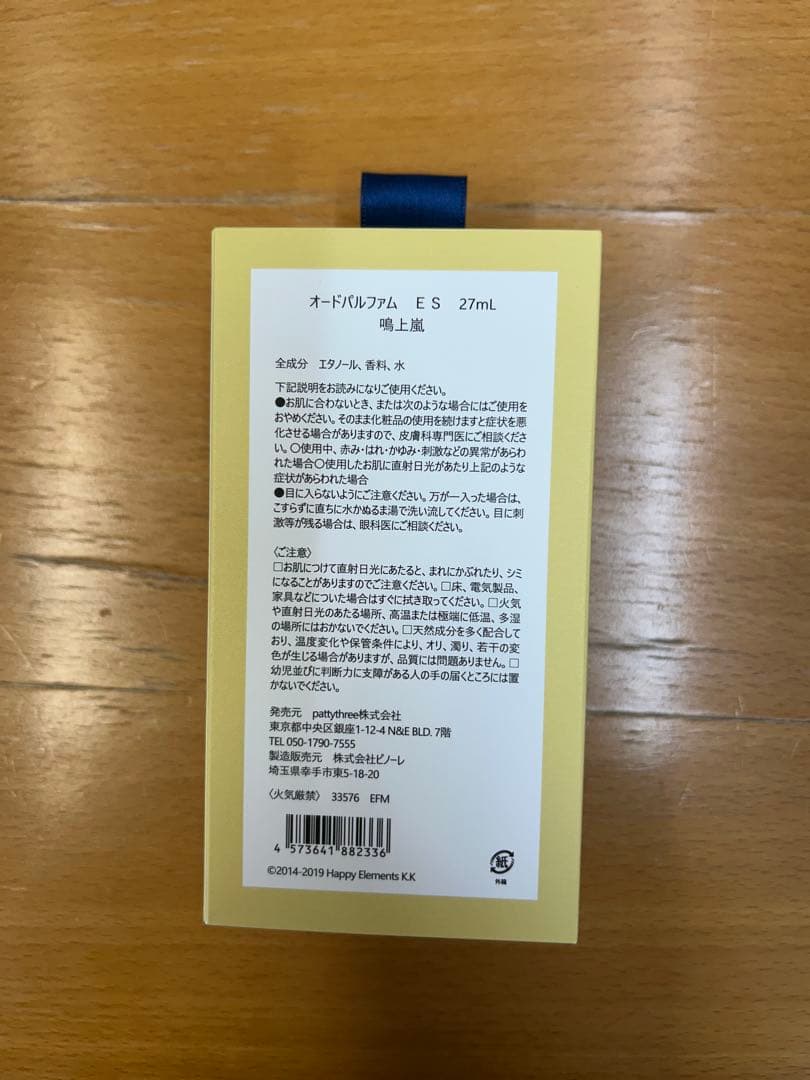 オードパルファム ES 27mL
鳴上嵐
全成分 エタノール、香料、水
下記説明をお読みになりご使用ください。
●お肌に合わないとき、または次のような場合にはご使用を
おやめください。そのまま化粧品の使用を続けますと症状を悪
化させる場合がありますので、皮膚科専門医にご相談くださ
い。○使用中、赤み・はれ・かゆみ・刺激などの異常があらわ
れた場合○使用したお肌に直射日光があたり上記のような
症状があらわれた場合
●目に入らないようにご注意ください。万が一入った場合は、
こすらずに直ちに水かぬるま湯で洗い流してください。目に刺
激等が残る場合は、眼科医にご相談ください。
〈ご注意〉
□お肌につけて直射日光にあたると、まれにかぶれたり、シミ
になることがありますのでご注意ください。□床、電気製品、
家具などについた場合はすぐに拭き取ってください。□火気
や直射日光のあたる場所、高温または極端に低温、多湿
の場所にはおかないでください。□天然成分を多く配合して
おり、温度変化や保管条件により、オリ、濁り、若干の変
色が生じる場合がありますが、品質には問題ありません。□
幼児並びに判断力に支障がある人の手の届くところには置
かないでください。
発売元 pattythree株式会社
東京都中央区銀座1-12-4 N&E BLD. 7階
TEL 050-1790-7555
製造販売元 株式会社ピノーレ
埼玉県幸手市東5-18-20
〈火気厳禁〉 33576 EFM
4 573641 882336
©2014-2019 Happy Elements K.K
紙
外箱